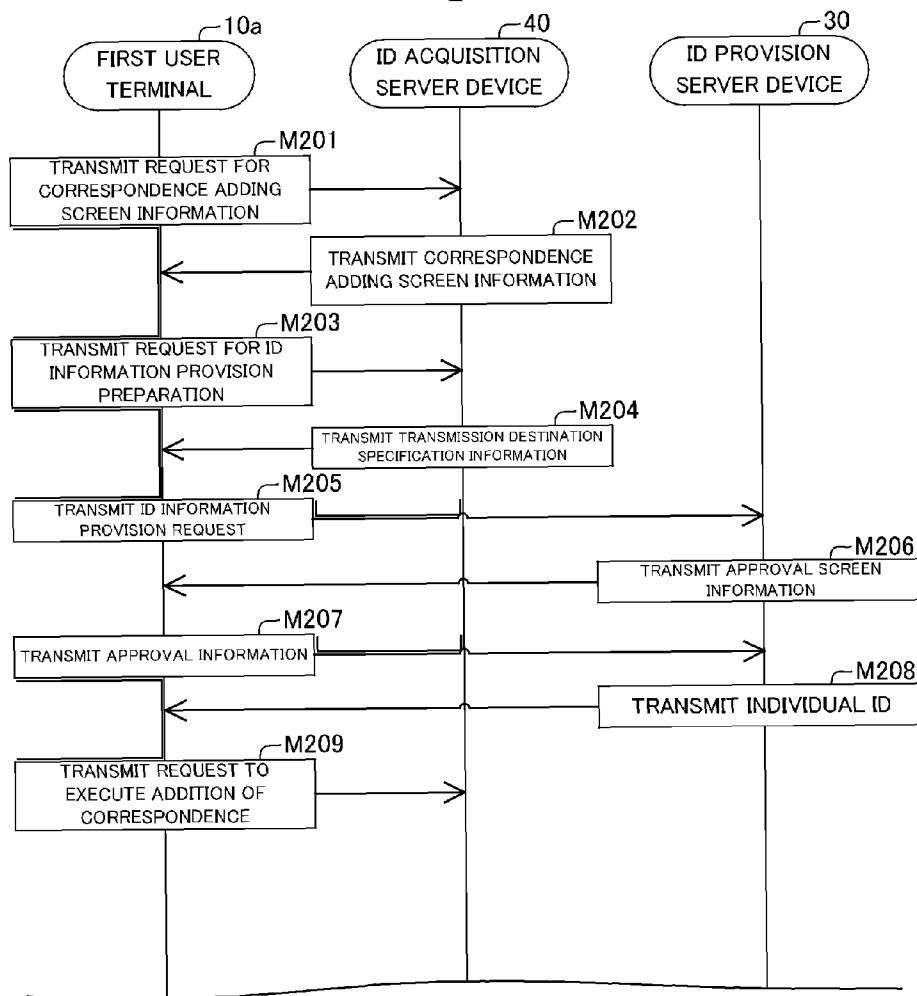 10a
40
30
FIRST USER
TERMINAL
ID ACQUISITION
SERVER DEVICE
ID PROVISION
SERVER DEVICE
M201
TRANSMIT REQUEST FOR
CORRESPONDENCE ADDING
SCREEN INFORMATION
M202
TRANSMIT CORRESPONDENCE
ADDING SCREEN INFORMATION
M203
TRANSMIT REQUEST FOR ID
INFORMATION PROVISION
PREPARATION
M204
TRANSMIT TRANSMISSION DESTINATION
SPECIFICATION INFORMATION
M205
TRANSMIT ID INFORMATION
PROVISION REQUEST
M206
TRANSMIT APPROVAL SCREEN
INFORMATION
M207
TRANSMIT APPROVAL INFORMATION
M208
TRANSMIT INDIVIDUAL ID
M209
TRANSMIT REQUEST TO
EXECUTE ADDITION OF
CORRESPONDENCE